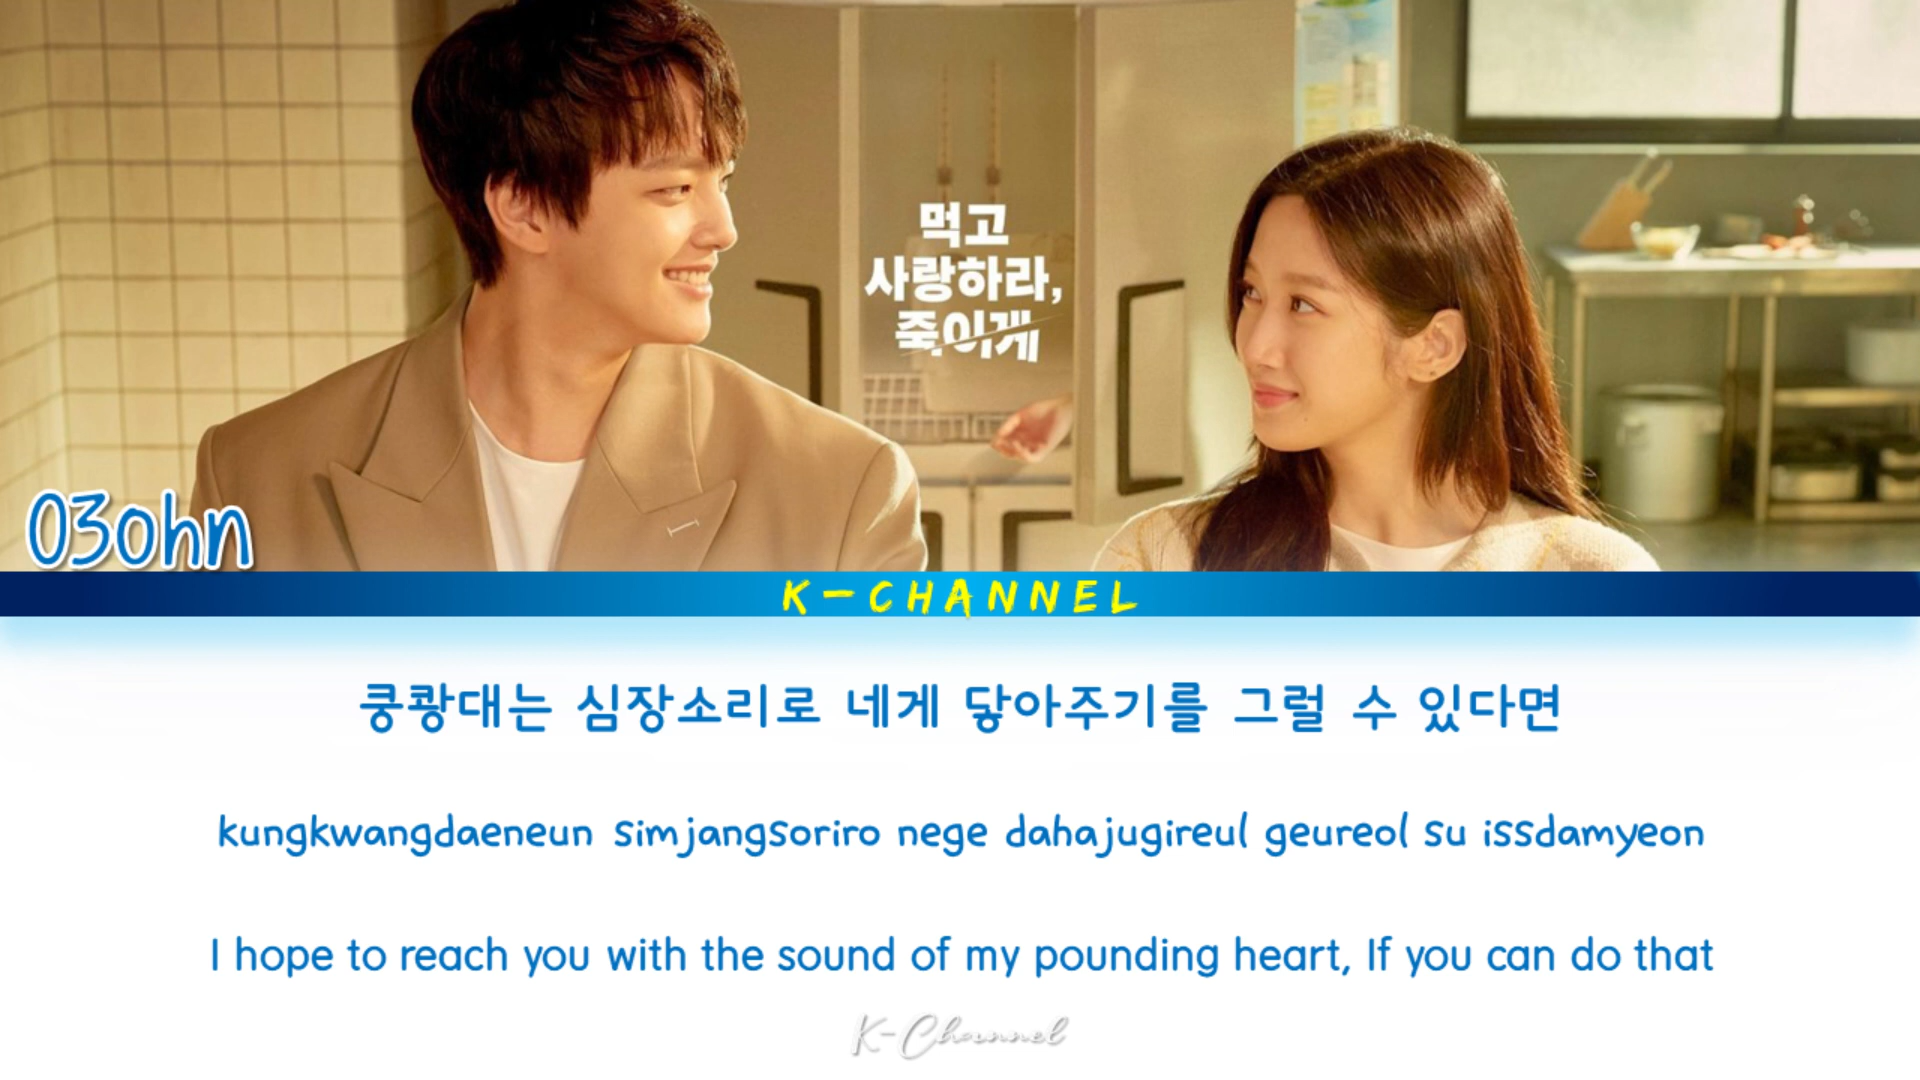 먹고
사랑하라,
죽이게
03ohn
K-CHANNEL
쿵쾅대는 심장소리로 네게 닿아주기를 그럴 수 있다면
kungkwangdaeneun simjangsoriro nege dahajugireul geureol su issdamyeon
I hope to reach you with the sound of my pounding heart, If you can do that
K-Channel